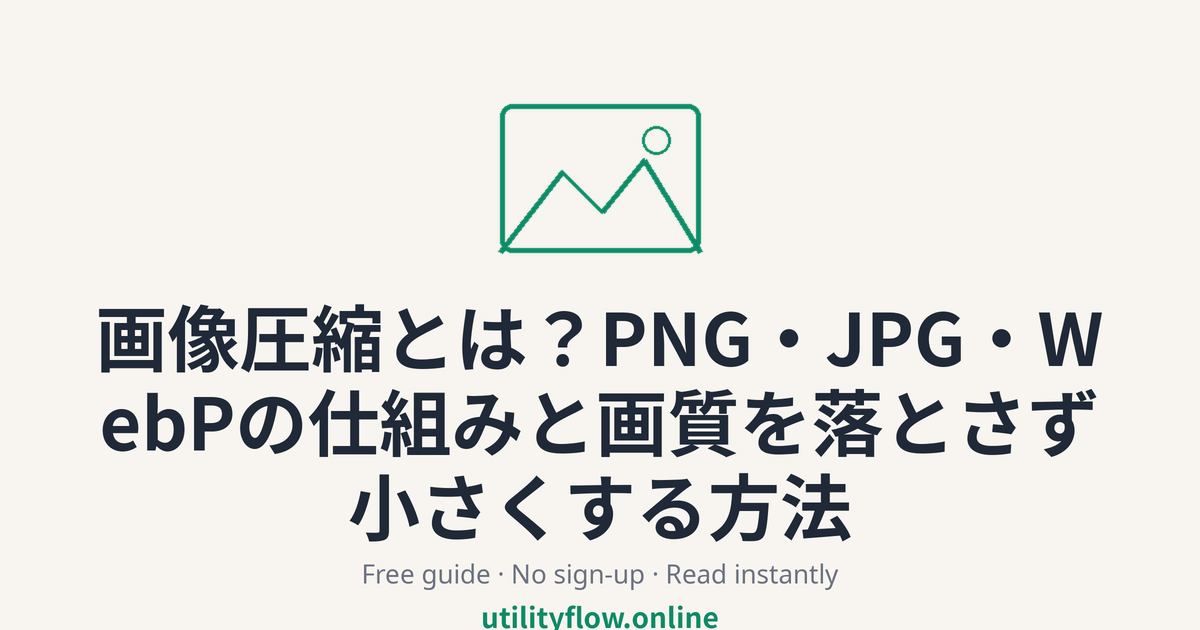 画像圧縮とは？PNG・JPG・W
ebPの仕組みと画質を落とさず
小さくする方法
Free guide · No sign-up · Read instantly
utilityflow.online